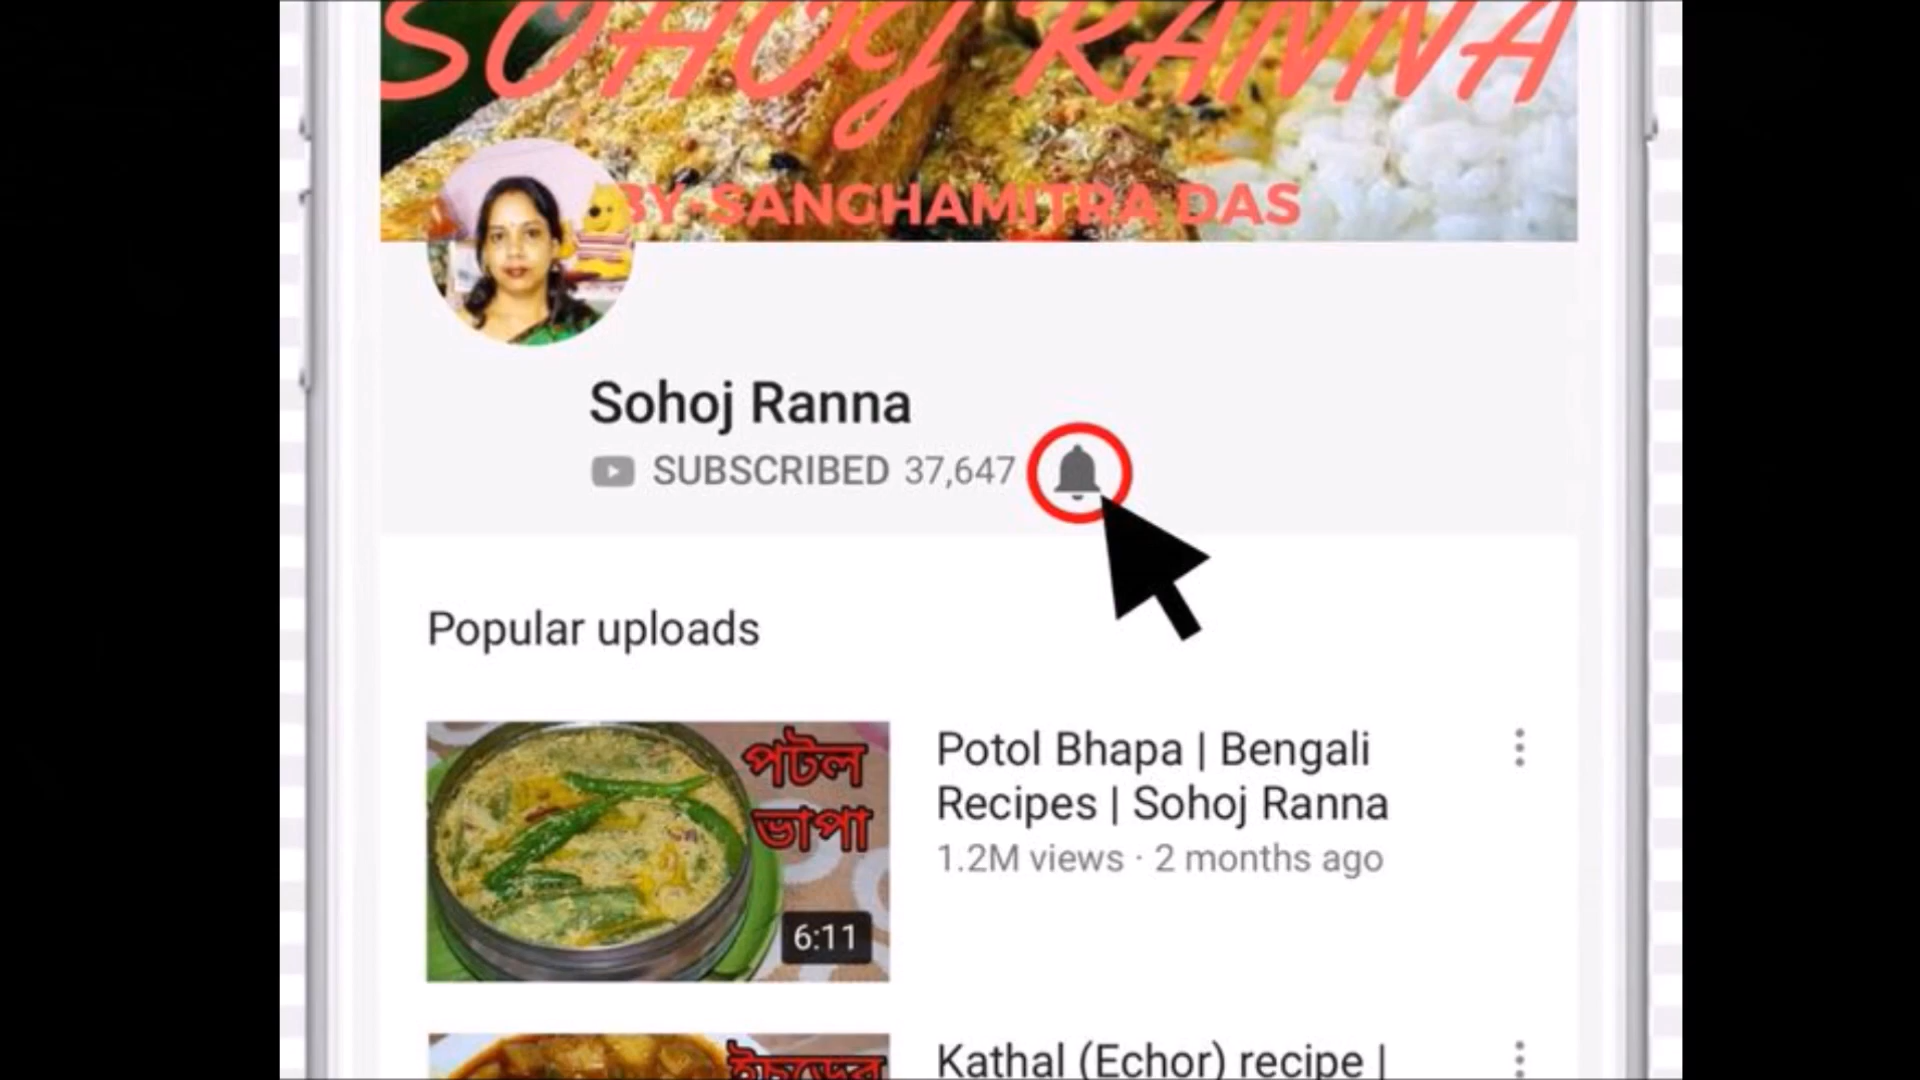 SOHOJ RANNA
BY-SANGHAMITRA DAS
Sohoj Ranna
SUBSCRIBED 37,647
Popular uploads
পটল
ভাপা
6:11
Potol Bhapa | Bengali
Recipes | Sohoj Ranna
1.2M views · 2 months ago
ইচড়ের
Kathal (Echor) recipe |